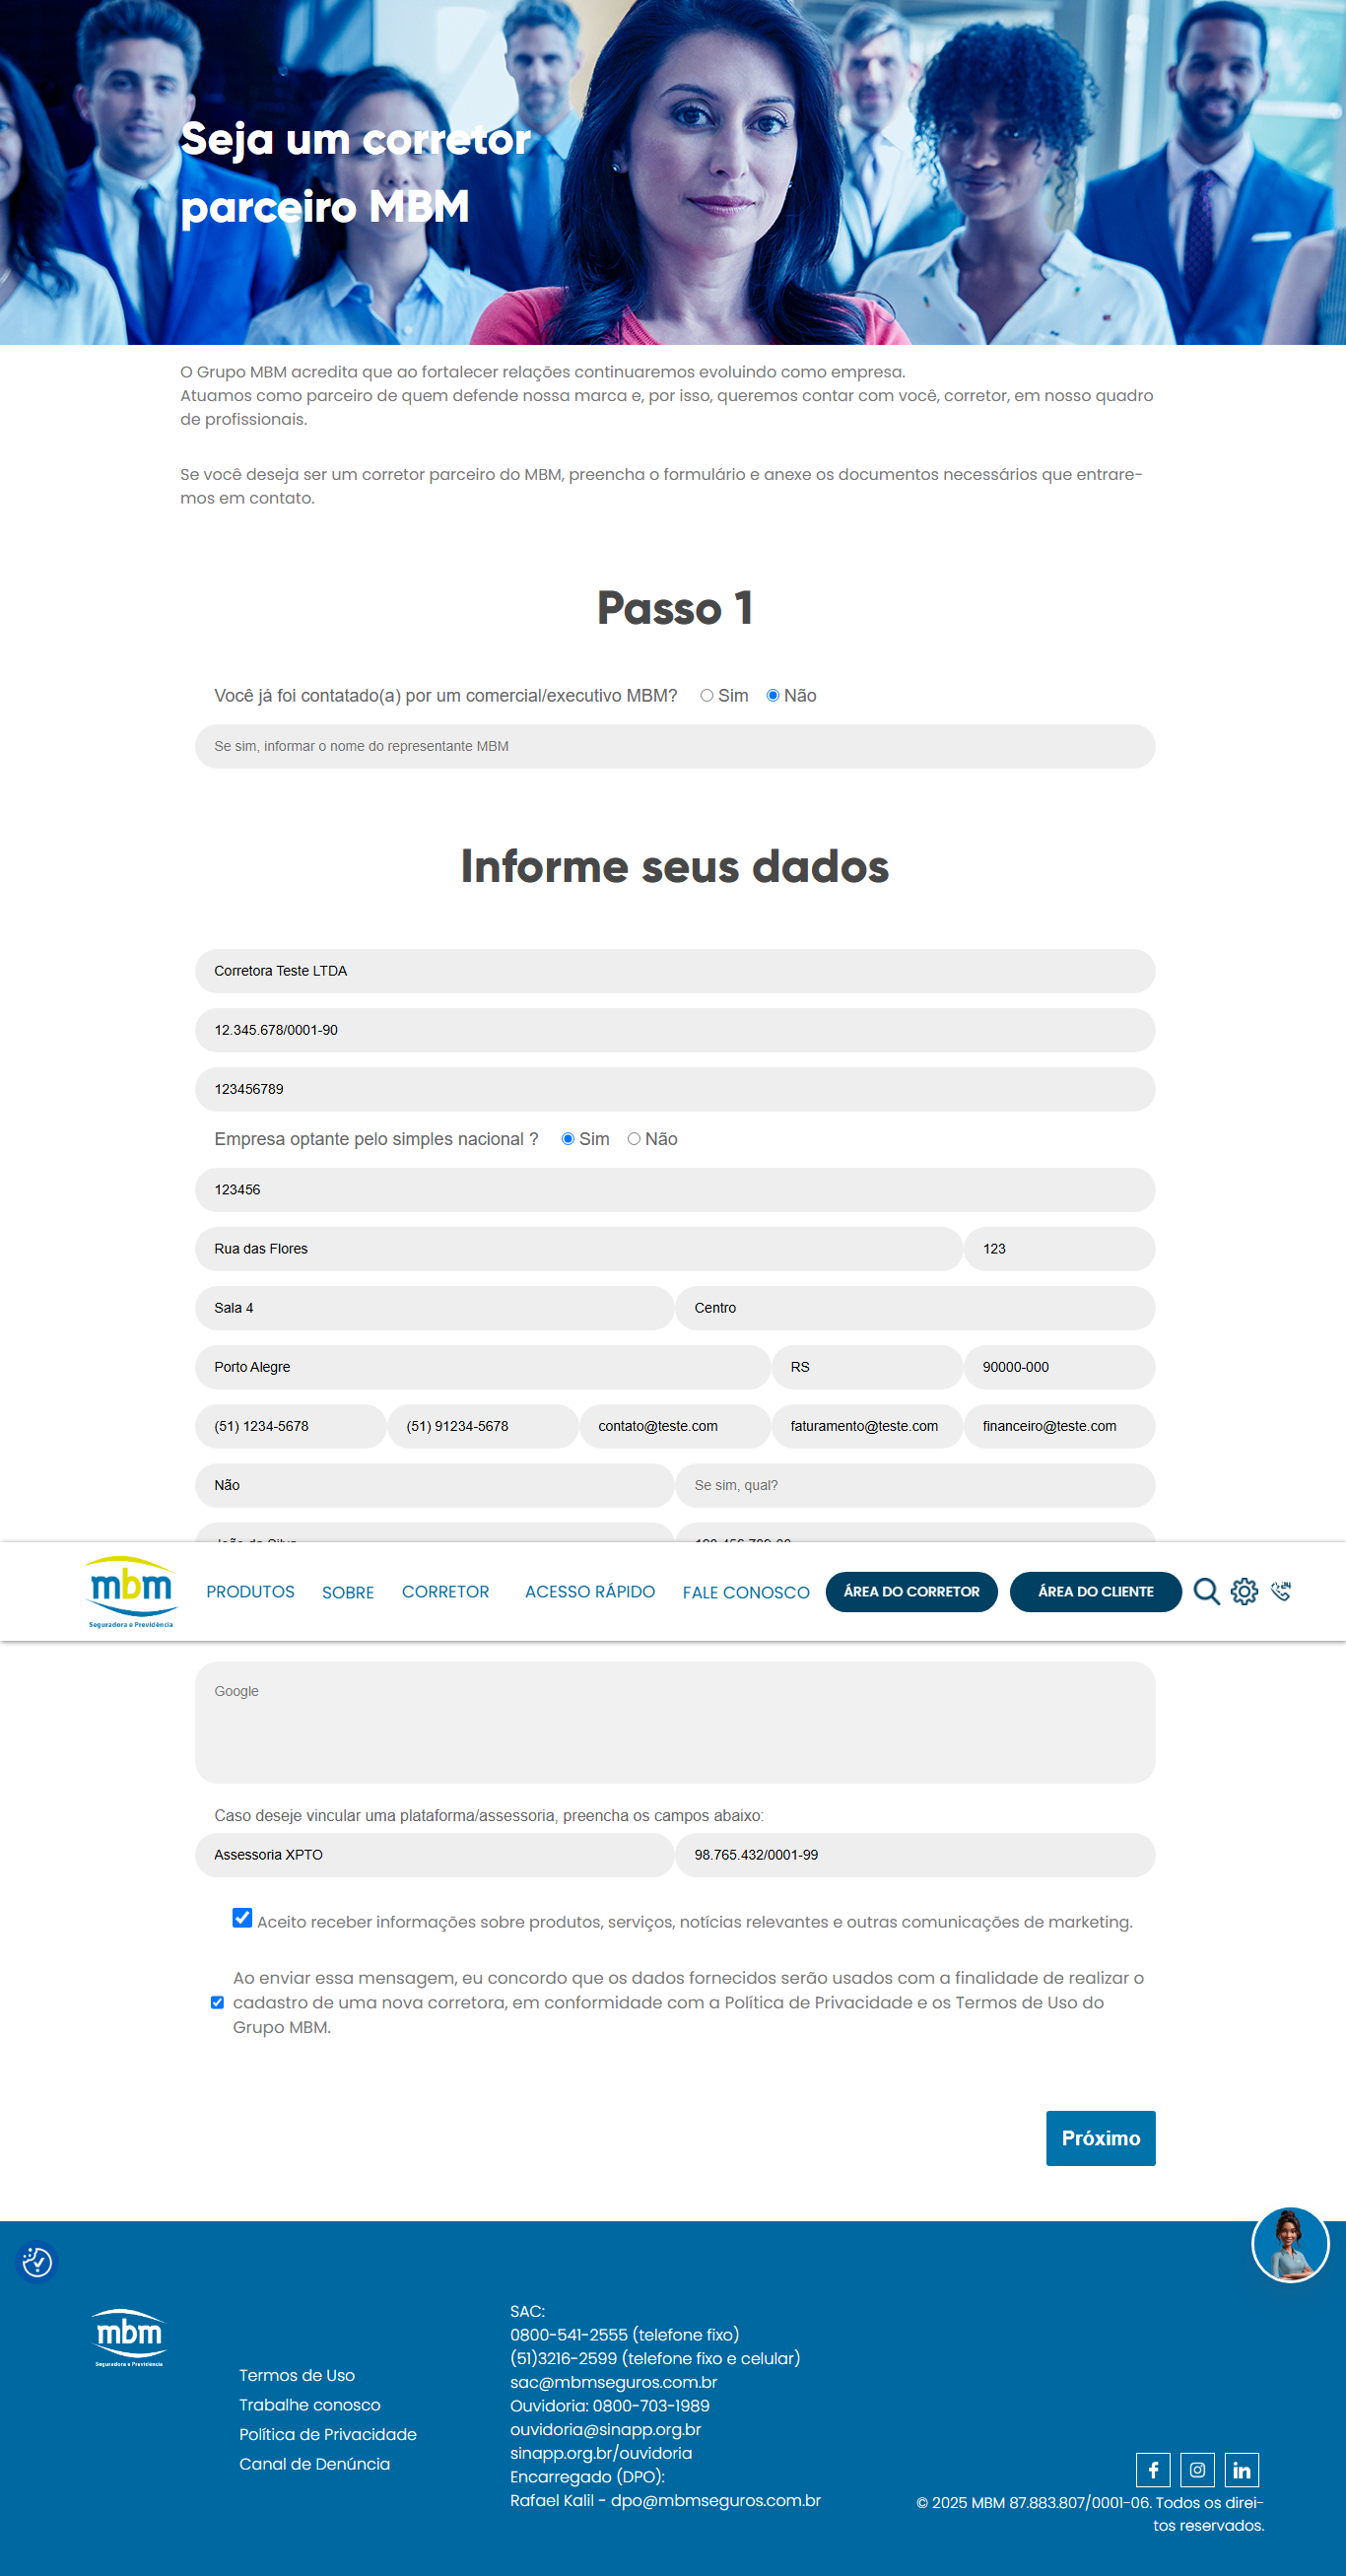 Seja um corretor
parceiro MBM
O Grupo MBM acredita que ao fortalecer relações continuaremos evoluindo como empresa.
Atuamos como parceiro de quem defende nossa marca e, por isso, queremos contar com você, corretor, em nosso quadro
de profissionais.
Se você deseja ser um corretor parceiro do MBM, preencha o formulário e anexe os documentos necessários que entrare-
mos em contato.
Passo 1
Você já foi contatado(a) por um comercial/executivo MBM? Sim Não
Se sim, informar o nome do representante MBM
Informe seus dados
Corretora Teste LTDA
12.345.678/0001-90
123456789
Empresa optante pelo simples nacional ? Sim Não
123456
Rua das Flores 123
Sala 4 Centro
Porto Alegre RS 90000-000
(51) 1234-5678 (51) 91234-5678 contato@teste.com faturamento@teste.com financeiro@teste.com
Não Se sim, qual?
mbm
Seguradora e Previdência
PRODUTOS SOBRE CORRETOR ACESSO RÁPIDO FALE CONOSCO ÁREA DO CORRETOR ÁREA DO CLIENTE
Google
Caso deseje vincular uma plataforma/assessoria, preencha os campos abaixo:
Assessoria XPTO 98.765.432/0001-99
Aceito receber informações sobre produtos, serviços, notícias relevantes e outras comunicações de marketing.
Ao enviar essa mensagem, eu concordo que os dados fornecidos serão usados com a finalidade de realizar o
cadastro de uma nova corretora, em conformidade com a Política de Privacidade e os Termos de Uso do
Grupo MBM.
Próximo
mbm
Seguradora e Previdência
Termos de Uso
Trabalhe conosco
Política de Privacidade
Canal de Denúncia
SAC:
0800-541-2555 (telefone fixo)
(51)3216-2599 (telefone fixo e celular)
sac@mbmseguros.com.br
Ouvidoria: 0800-703-1989
ouvidoria@sinapp.org.br
sinapp.org.br/ouvidoria
Encarregado (DPO):
Rafael Kalil - dpo@mbmseguros.com.br
© 2025 MBM 87.883.807/0001-06. Todos os direi-
tos reservados.